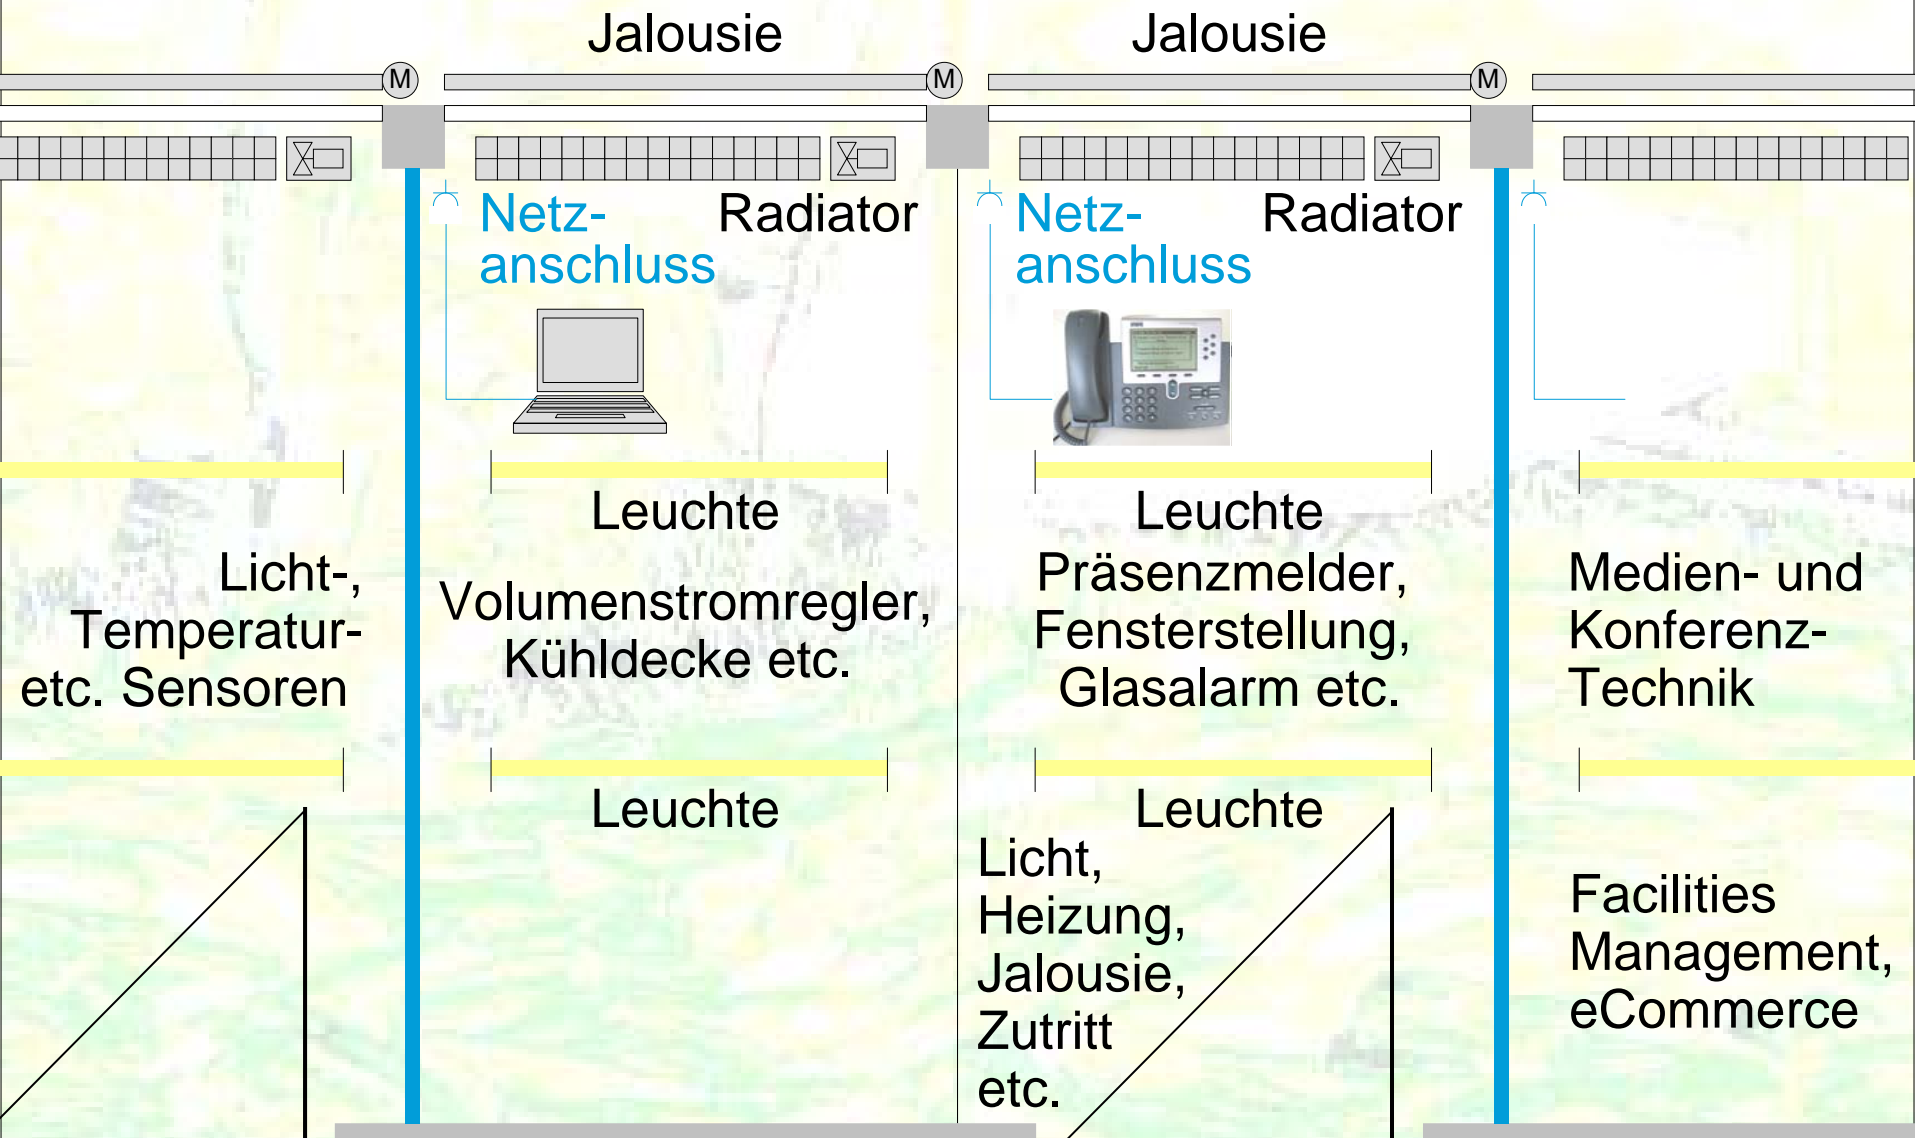 Jalousie
Jalousie
M
M
M
Netz-
anschluss
Radiator
Netz-
anschluss
Radiator
Leuchte
Leuchte
Licht-,
Temperatur-
etc. Sensoren
Volumenstromregler,
Kühldecke etc.
Präsenzmelder,
Fensterstellung,
Glasalarm etc.
Medien- und
Konferenz-
Technik
Leuchte
Leuchte
Licht,
Heizung,
Jalousie,
Zutritt
etc.
Facilities
Management,
eCommerce